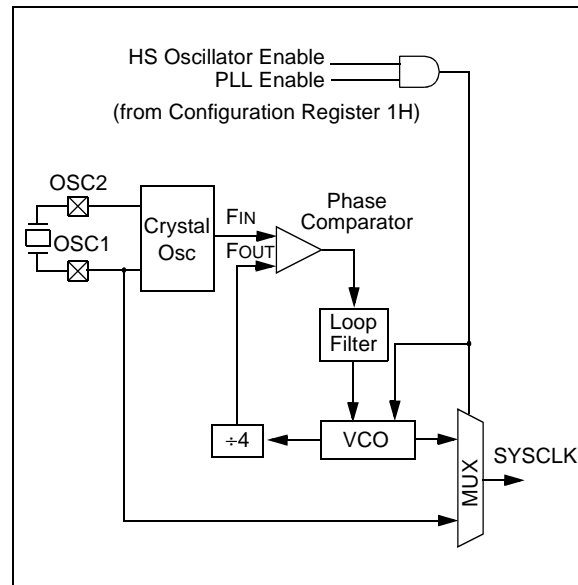 HS Oscillator Enable
PLL Enable
(from Configuration Register 1H)
OSC2
OSC1
Crystal
Osc
FIN
FOUT
Phase
Comparator
Loop
Filter
÷4
VCO
MUX
SYSCLK